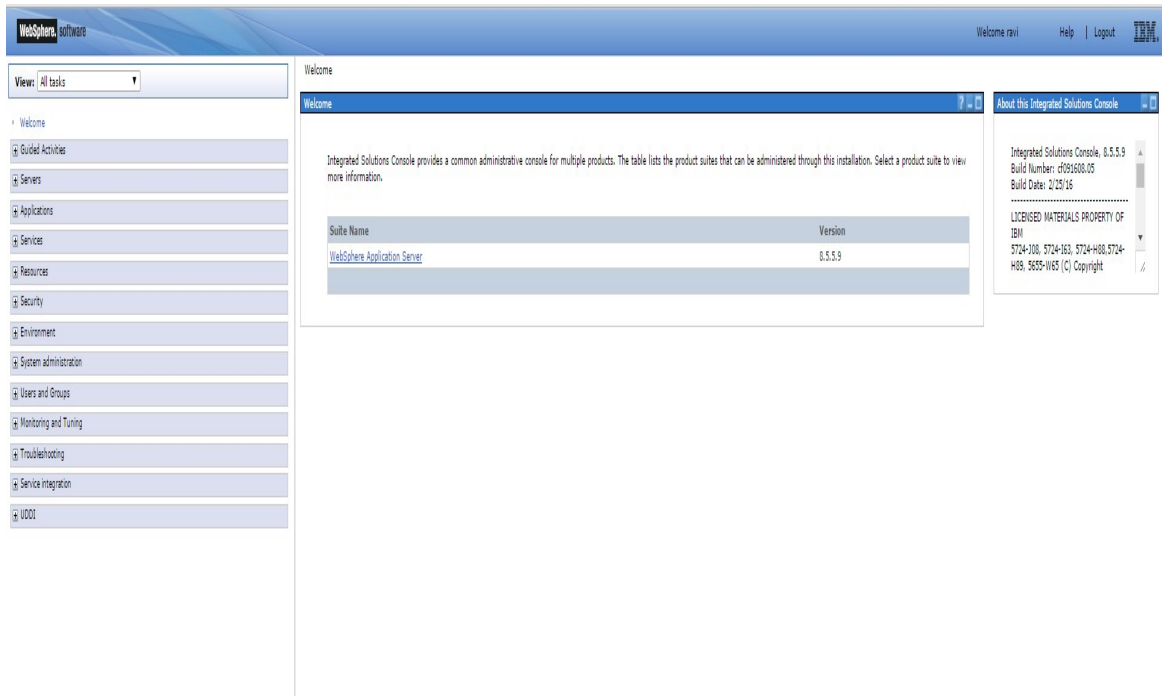 WebSphere. software
Welcome ravi Help | Logout IBM.
View: All tasks
Welcome
Guided Activities
Servers
Applications
Services
Resources
Security
Environment
System administration
Users and Groups
Monitoring and Tuning
Troubleshooting
Service integration
UDDI
Welcome
Welcome ?
Integrated Solutions Console provides a common administrative console for multiple products. The table lists the product suites that can be administered through this installation. Select a product suite to view
more information.
Suite Name Version
WebSphere Application Server 8.5.5.9
About this Integrated Solutions Console
Integrated Solutions Console, 8.5.5.9
Build Number: cf091608.05
Build Date: 2/25/16
----------------------------------
LICENSED MATERIALS PROPERTY OF
IBM
5724-J08, 5724-I63, 5724-H88,5724-
H89, 5655-W65 (C) Copyright